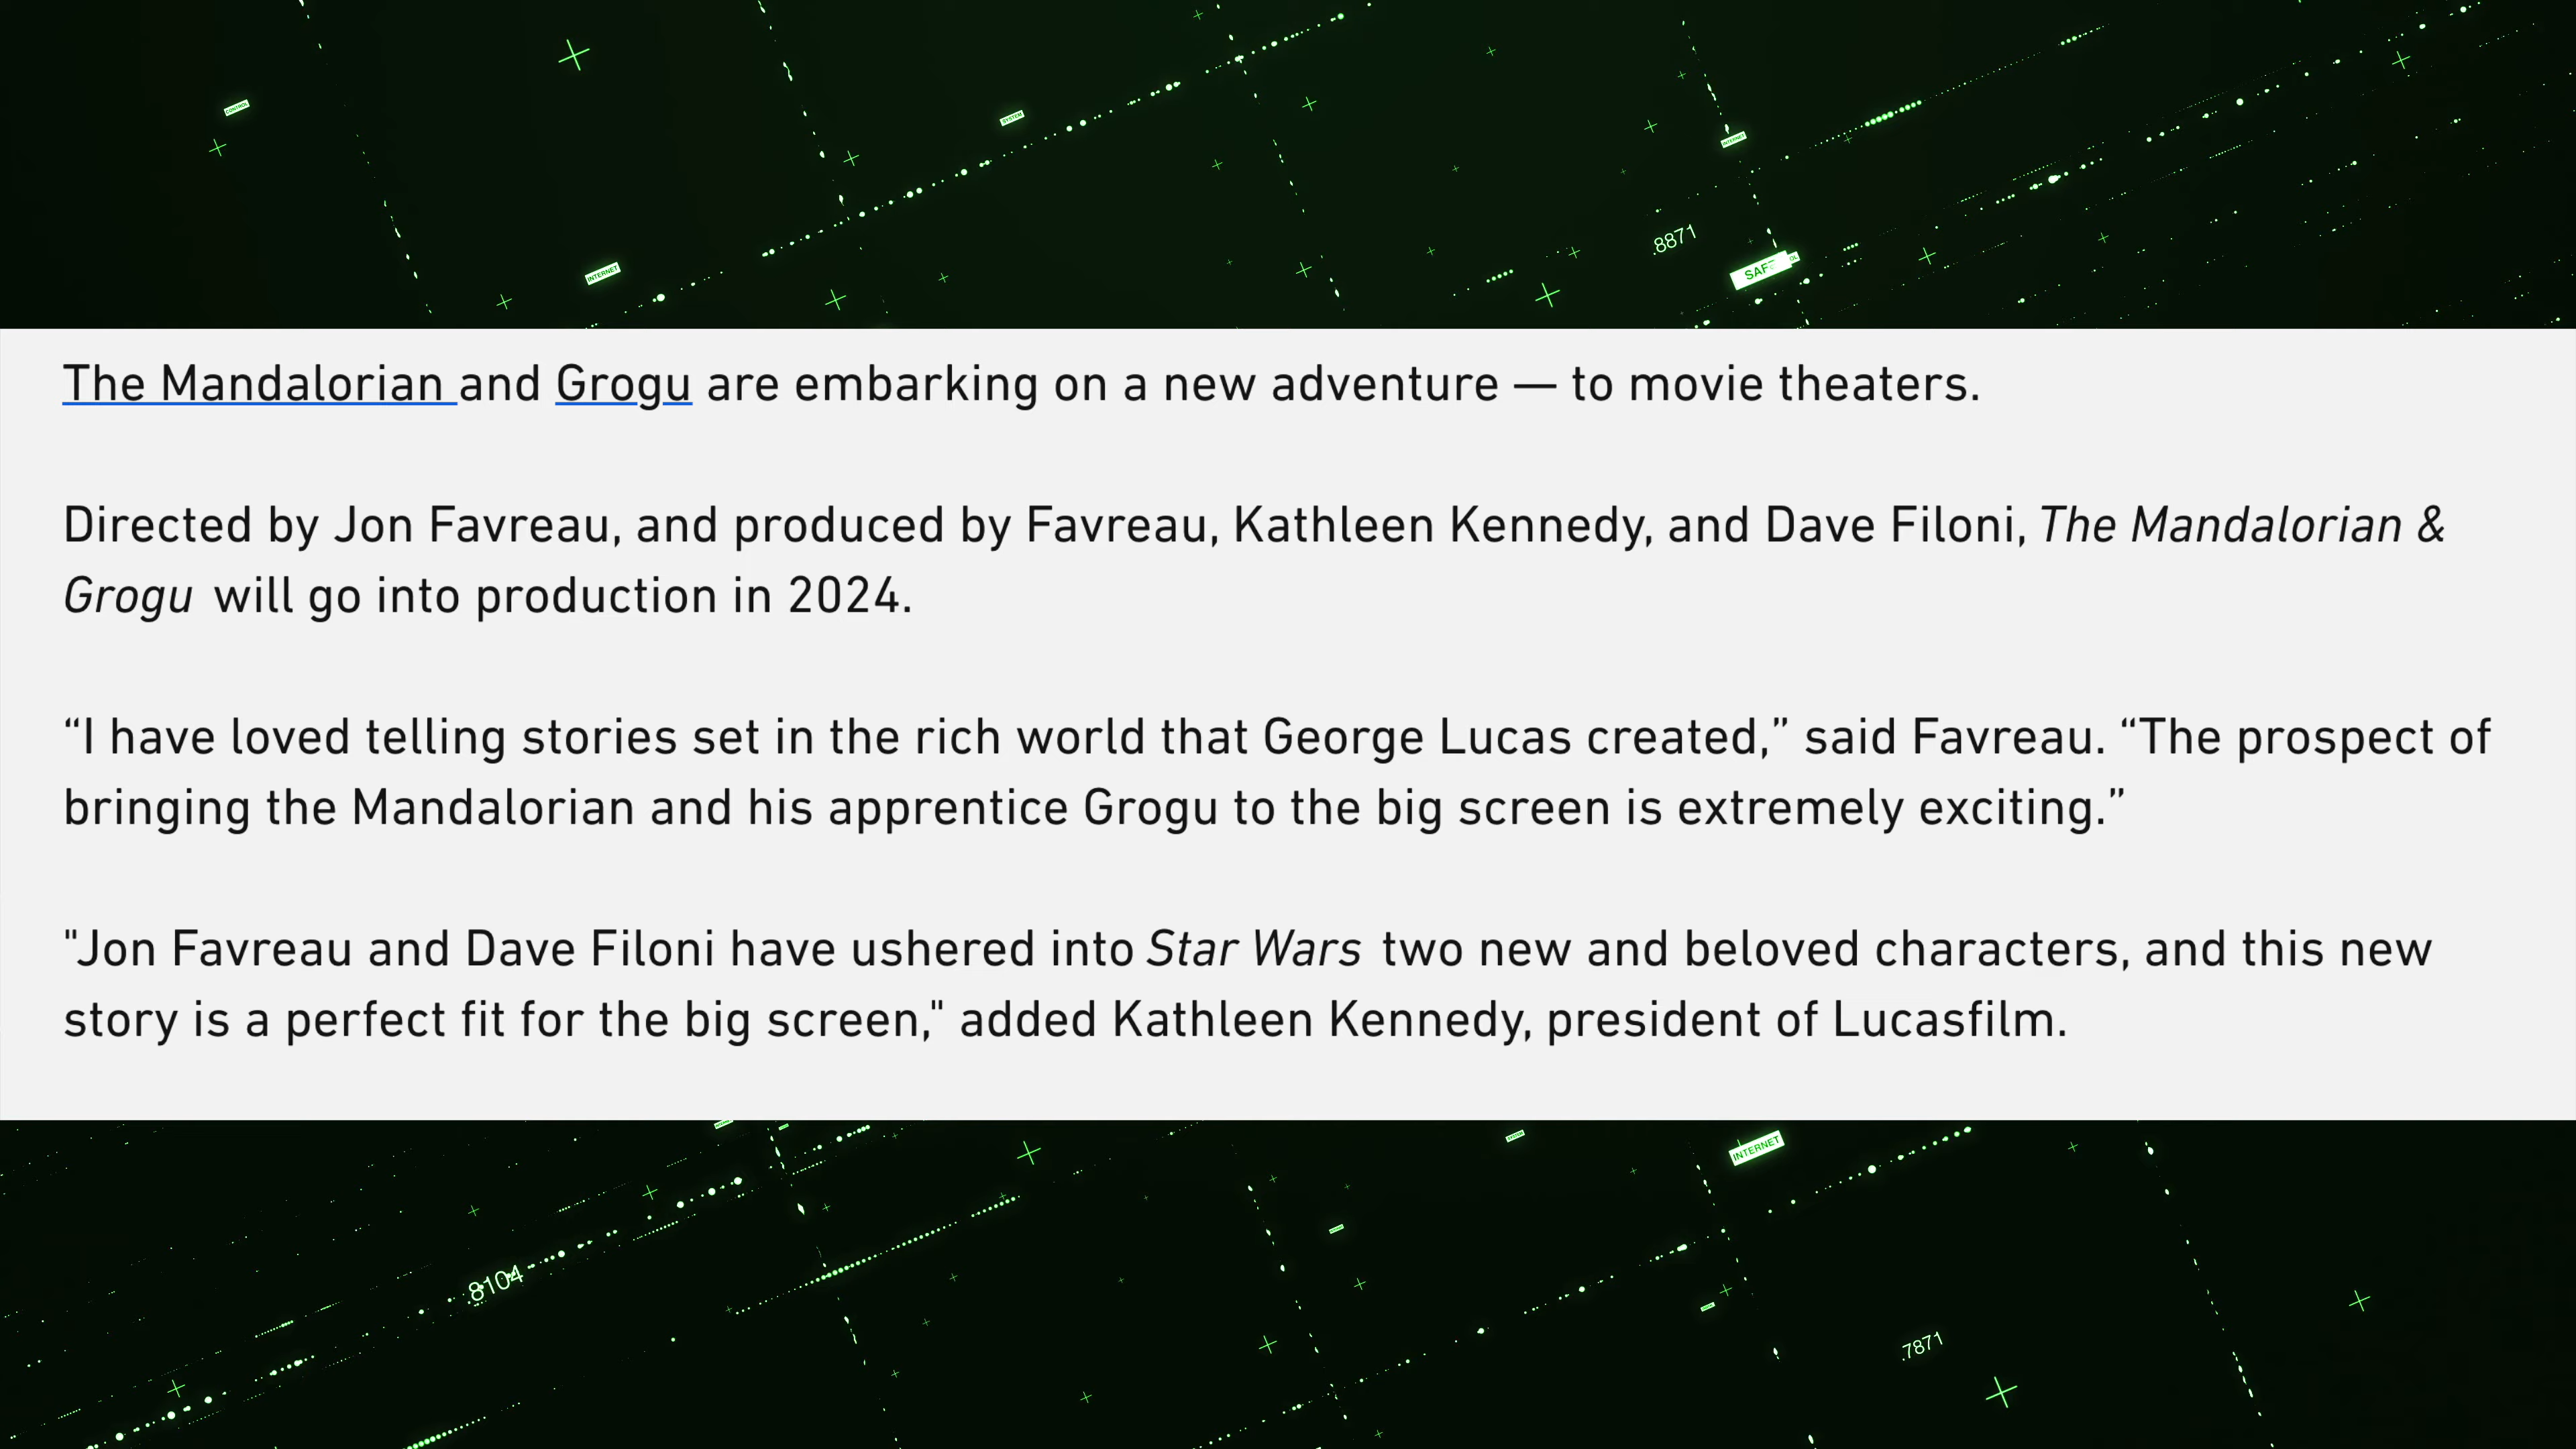 CONTROL
SYSTEM
INTERNET
INTERNET
.8871
The Mandalorian and Grogu are embarking on a new adventure — to movie theaters.
Directed by Jon Favreau, and produced by Favreau, Kathleen Kennedy, and Dave Filoni, The Mandalorian &
Grogu will go into production in 2024.
“I have loved telling stories set in the rich world that George Lucas created,” said Favreau. “The prospect of
bringing the Mandalorian and his apprentice Grogu to the big screen is extremely exciting.”
"Jon Favreau and Dave Filoni have ushered into Star Wars two new and beloved characters, and this new
story is a perfect fit for the big screen," added Kathleen Kennedy, president of Lucasfilm.
INTERNET
.8104
.7871